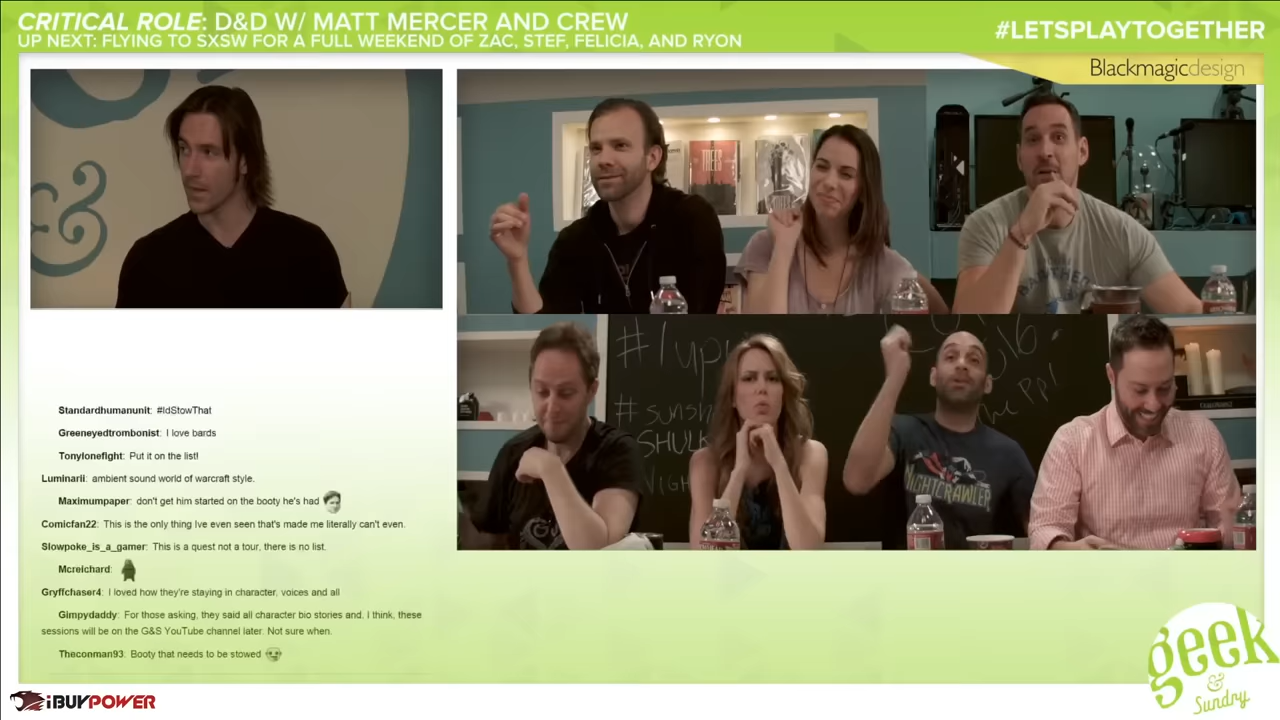 CRITICAL ROLE: D&D W/ MATT MERCER AND CREW
UP NEXT: FLYING TO SXSW FOR A FULL WEEKEND OF ZAC, STEF, FELICIA, AND RYON
#LETSPLAYTOGETHER
Blackmagicdesign
&
TREES
#lupu
#sunsh
SHULK
NIGHTCRAWLER
Standardhumanunit: #IdStowThat
Greeneyedtrombonist: I love bards
Tonylonefight: Put it on the list!
Luminarii: ambient sound world of warcraft style.
Maximumpaper: don't get him started on the booty he's had
Comicfan22: This is the only thing Ive even seen that's made me literally can't even.
Slowpoke_is_a_gamer: This is a quest not a tour, there is no list.
Mcreichard:
Gryffchaser4: I loved how they're staying in character, voices and all
Gimpydaddy: For those asking, they said all character bio stories and, I think, these
sessions will be on the G&S YouTube channel later. Not sure when.
Theconman93: Booty that needs to be stowed
iBUYPOWER
geek
&
Sundry